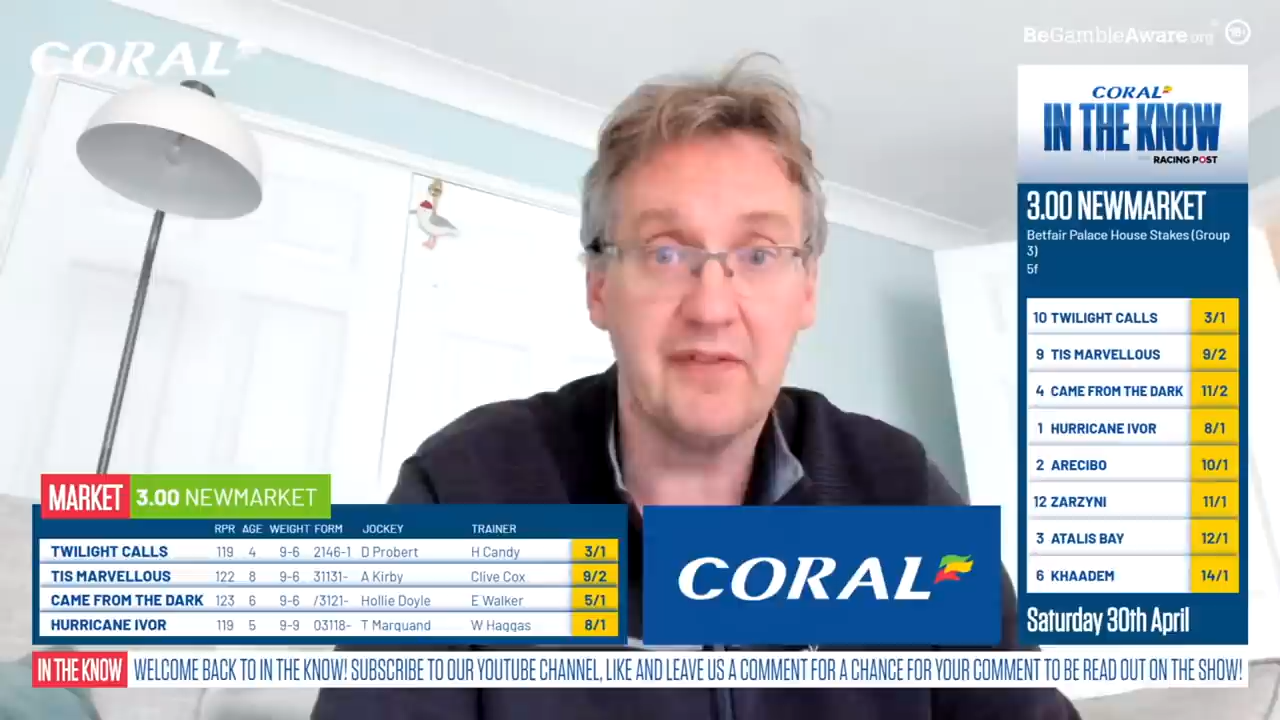 CORAL
BeGambleAware.org 18+
CORAL
IN THE KNOW
RACING POST
3.00 NEWMARKET
Betfair Palace House Stakes (Group
3)
5f
10 TWILIGHT CALLS 3/1
9 TIS MARVELLOUS 9/2
4 CAME FROM THE DARK 11/2
1 HURRICANE IVOR 8/1
2 ARECIBO 10/1
12 ZARZYNI 11/1
3 ATALIS BAY 12/1
6 KHAADEM 14/1
Saturday 30th April
MARKET 3.00 NEWMARKET
RPR AGE WEIGHT FORM JOCKEY TRAINER
TWILIGHT CALLS 119 4 9-6 2146-1 D Probert H Candy 3/1
TIS MARVELLOUS 122 8 9-6 31131- A Kirby Clive Cox 9/2
CAME FROM THE DARK 123 6 9-6 /3121- Hollie Doyle E Walker 5/1
HURRICANE IVOR 119 5 9-9 03118- T Marquand W Haggas 8/1
CORAL
IN THE KNOW WELCOME BACK TO IN THE KNOW! SUBSCRIBE TO OUR YOUTUBE CHANNEL, LIKE AND LEAVE US A COMMENT FOR A CHANCE FOR YOUR COMMENT TO BE READ OUT ON THE SHOW!